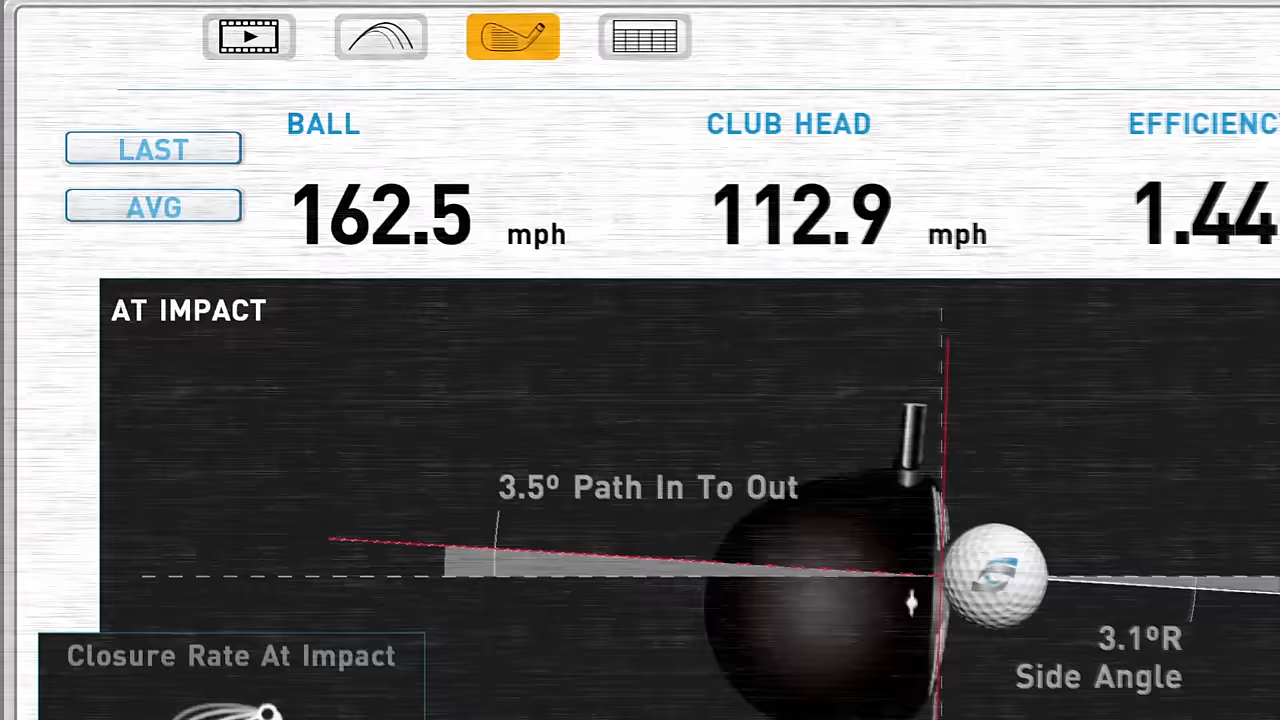 BALL
CLUB HEAD
LAST
AVG
162.5 mph
112.9 mph
1.44
AT IMPACT
3.5º Path In To Out
3.1ºR
Side Angle
Closure Rate At Impact